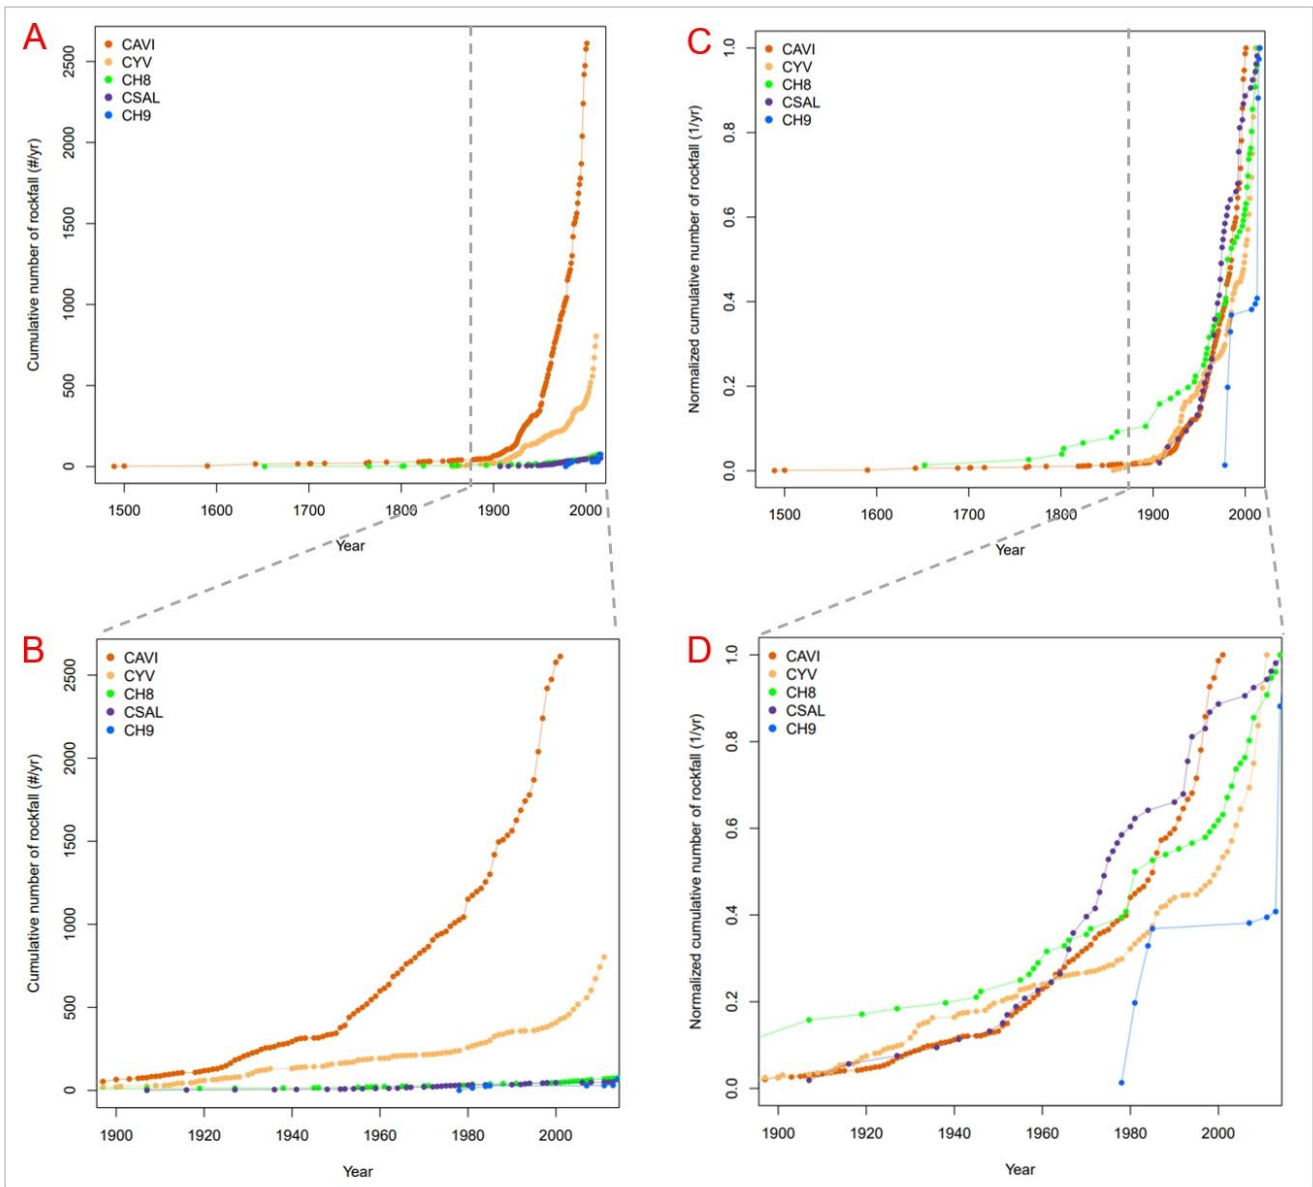 A
CAVI
CYV
CH8
CSAL
CH9
Cumulative number of rockfall (#/yr)
2500
2000
1500
1000
500
0
1500 1600 1700 1800 1900 2000
Year
C
CAVI
CYV
CH8
CSAL
CH9
Normalized cumulative number of rockfall (1/yr)
1.0
0.8
0.6
0.4
0.2
0.0
1500 1600 1700 1800 1900 2000
Year
B
CAVI
CYV
CH8
CSAL
CH9
Cumulative number of rockfall (#/yr)
2500
2000
1500
1000
500
0
1900 1920 1940 1960 1980 2000
Year
D
CAVI
CYV
CH8
CSAL
CH9
Normalized cumulative number of rockfall (1/yr)
1.0
0.8
0.6
0.4
0.2
0.0
1900 1920 1940 1960 1980 2000
Year